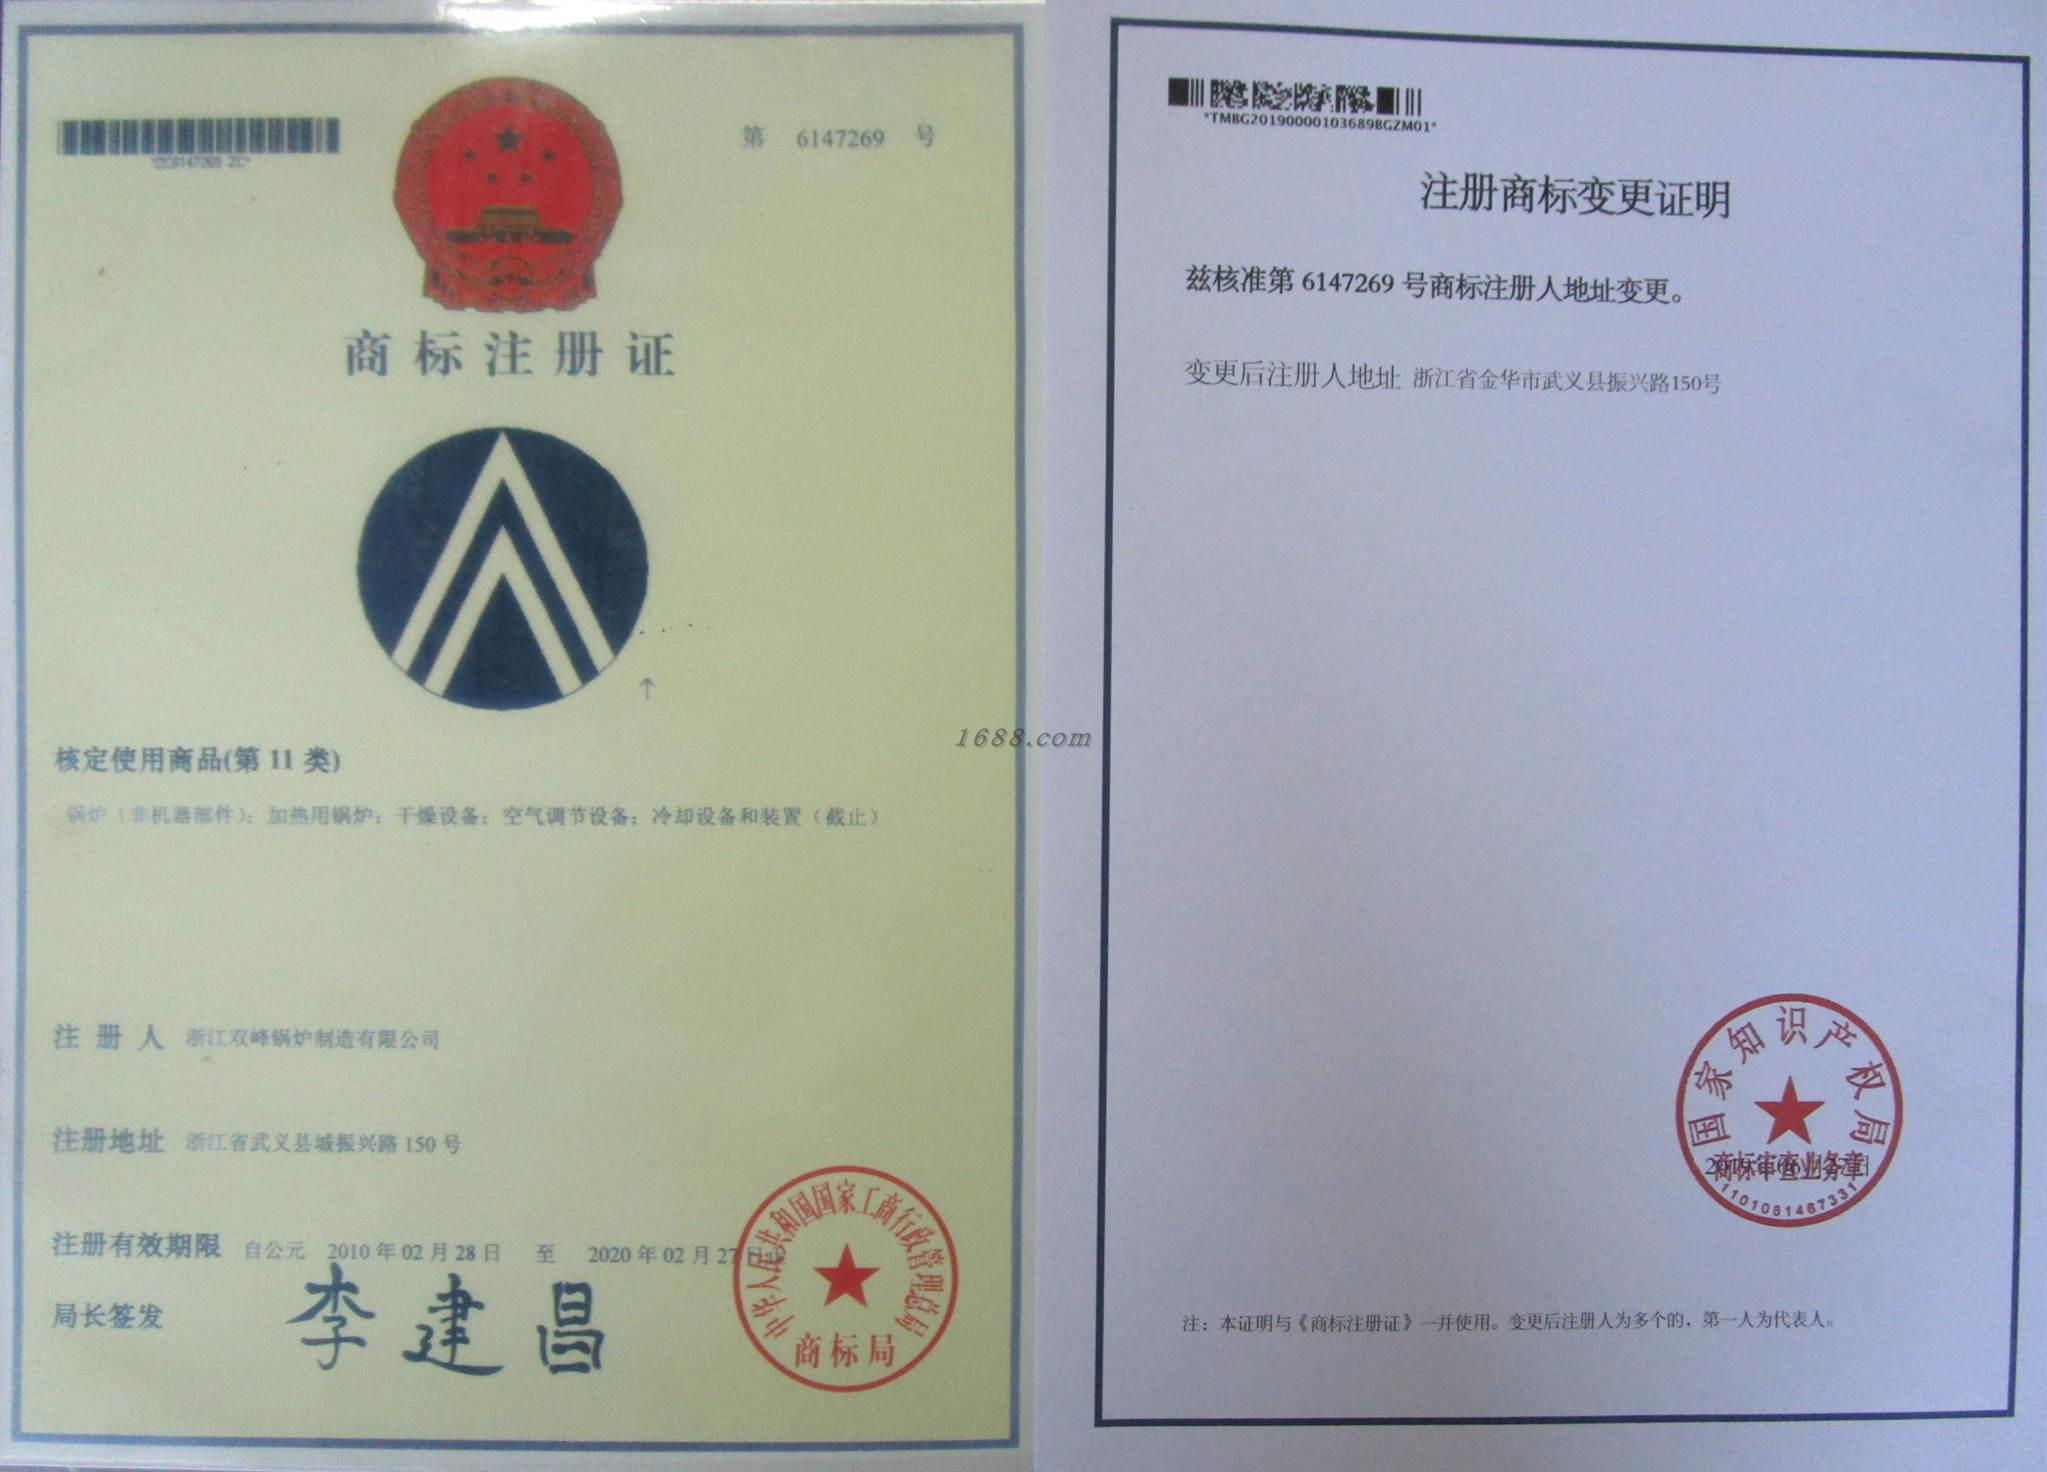 第 6147269 号
商标注册证
核定使用商品(第 11 类)
锅炉（非机器部件）；加热用锅炉；干燥设备；空气调节设备；冷却设备和装置（截止）
注 册 人 浙江双峰锅炉制造有限公司
注册地址 浙江省武义县城振兴路 150 号
注册有效期限 自公元 2010 年 02 月 28 日 至 2020 年 02 月 27 日止
局长签发 李建昌
中华人民共和国国家工商行政管理总局
商标局
1688.com
*TMBG20190000103689BGZM01*
注册商标变更证明
兹核准第 6147269 号商标注册人地址变更。
变更后注册人地址 浙江省金华市武义县振兴路150号
国家知识产权局
商标审查业务章
1101081467331
注：本证明与《商标注册证》一并使用。变更后注册人为多个的，第一人为代表人。